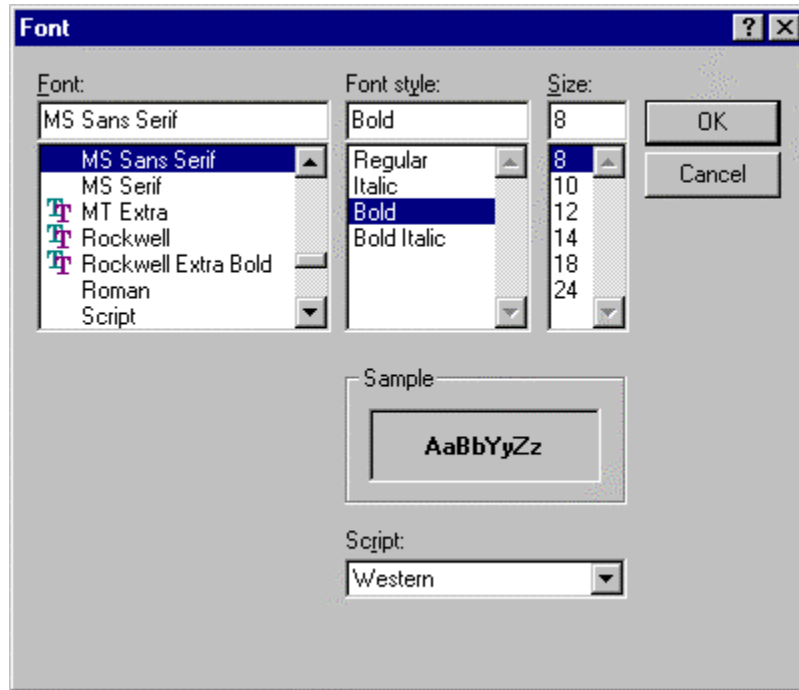 Font
Font:
MS Sans Serif
MS Sans Serif
MS Serif
MT Extra
Rockwell
Rockwell Extra Bold
Roman
Script
Font style:
Bold
Regular
Italic
Bold
Bold Italic
Size:
8
8
10
12
14
18
24
OK
Cancel
Sample
AaBbYyZz
Script:
Western